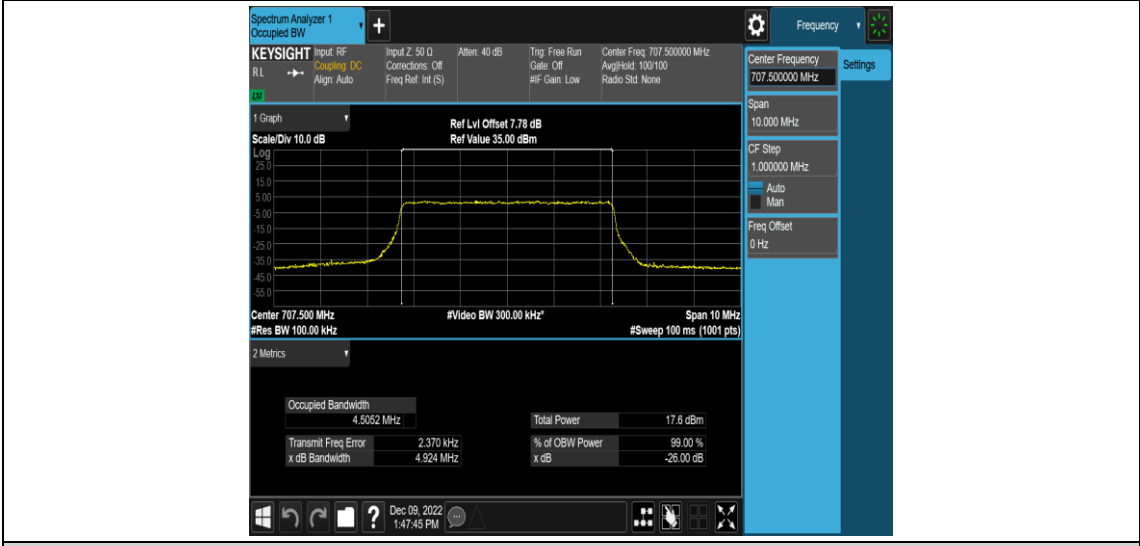 Spectrum Analyzer 1
Occupied BW
+
Frequency
KEYSIGHT
RL
Input: RF
Coupling: DC
Align: Auto
Input Z: 50 Ω
Corrections: Off
Freq Ref: Int (S)
Atten: 40 dB
Trig: Free Run
Gate: Off
#IF Gain: Low
Center Freq: 707.500000 MHz
Avg|Hold: 100/100
Radio Std: None
Center Frequency
707.500000 MHz
Settings
Span
10.000 MHz
CF Step
1.000000 MHz
Auto
Man
Freq Offset
0 Hz
1 Graph
Scale/Div 10.0 dB
Ref Lvl Offset 7.78 dB
Ref Value 35.00 dBm
Log
25.0
15.0
5.00
-5.00
-15.0
-25.0
-35.0
-45.0
-55.0
Center 707.500 MHz
#Video BW 300.00 kHz*
Span 10 MHz
#Res BW 100.00 kHz
#Sweep 100 ms (1001 pts)
2 Metrics
Occupied Bandwidth
4.5052 MHz
Total Power 17.6 dBm
Transmit Freq Error 2.370 kHz
% of OBW Power 99.00 %
x dB Bandwidth 4.924 MHz
x dB -26.00 dB
?
Dec 09, 2022
1:47:45 PM